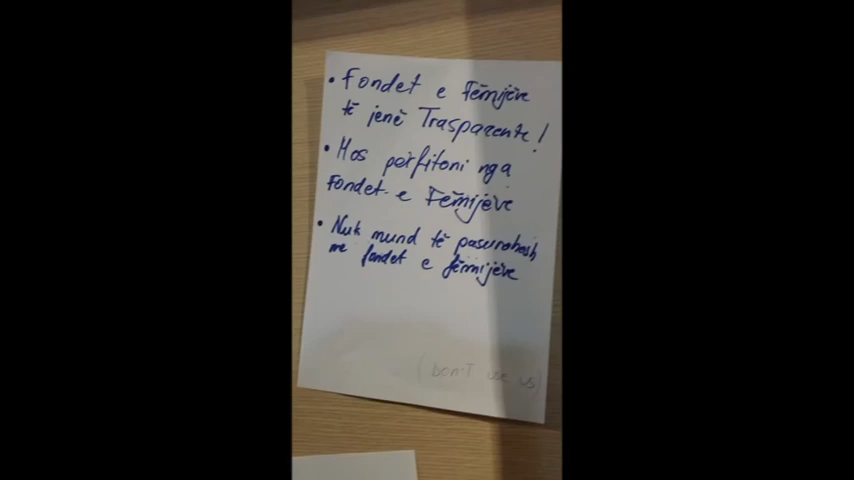 • Fondet e Fëmijëve
të jenë Trasparente!
• Mos përfitoni nga
Fondet e Fëmijëve
• Nuk mund të pasurohesh
me fondet e fëmijëve
(Don't use us)